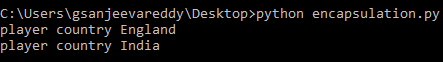 C:\Users\gsanjeevareddy\Desktop>python encapsulation.py
player country England
player country India